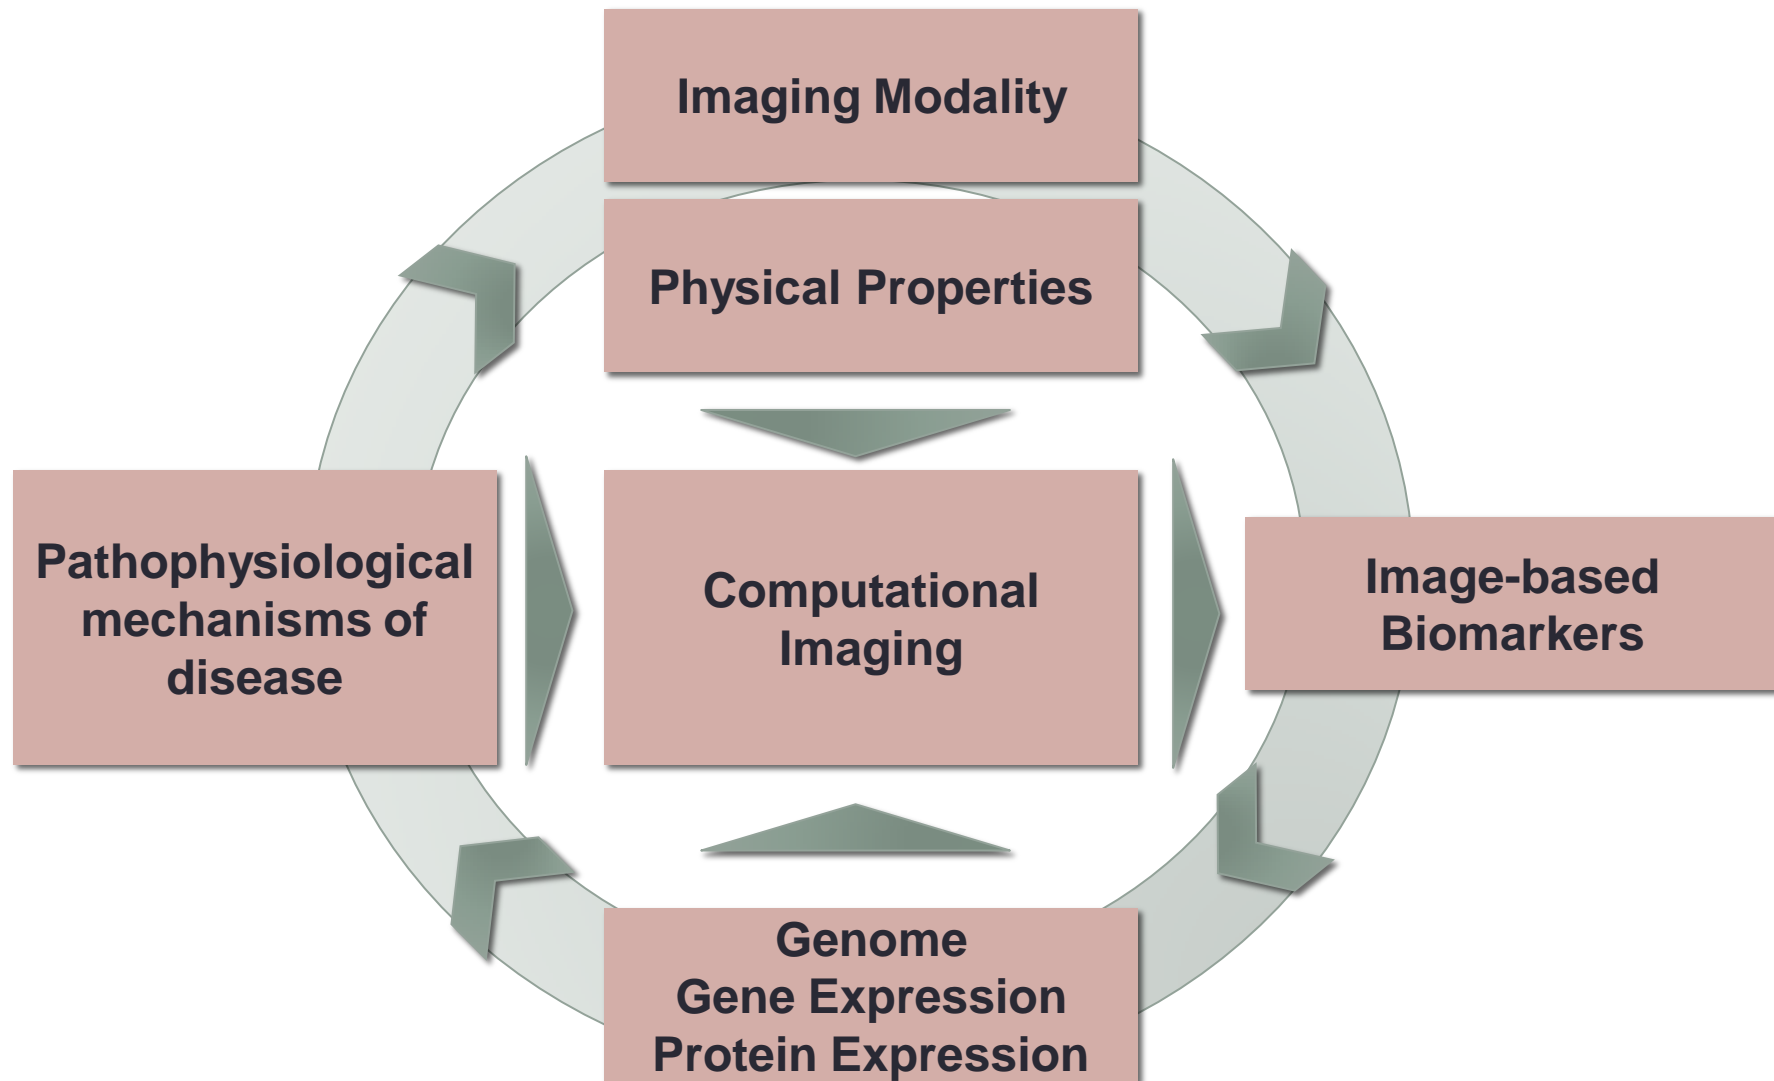 Imaging Modality
Physical Properties
Pathophysiological
mechanisms of
disease
Computational
Imaging
Image-based
Biomarkers
Genome
Gene Expression
Protein Expression